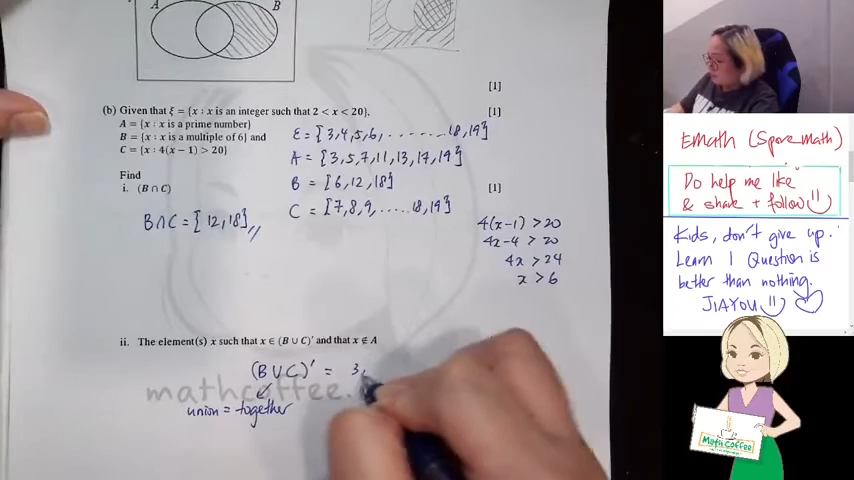 A
B
[1]
(b) Given that ξ = {x : x is an integer such that 2 < x < 20}.
[1]
A = {x : x is a prime number}
B = {x : x is a multiple of 6} and
C = {x : 4(x − 1) > 20}
ε = {3,4,5,6, ........18,19}
A = {3,5,7,11,13,17,19}
B = {6,12,18}
C = {7,8,9, .....18,19}
Find
i. (B ∩ C)
[1]
B∩C = {12,18}
4(x-1) > 20
4x-4 > 20
4x > 24
x > 6
ii. The element(s) x such that x ∈ (B ∪ C)′ and that x ∉ A
(B∪C)′ = 3,
mathcoffee.
union = together
Emath (Spore math)
Do help me like
& share + follow
Kids, don't give up.
Learn 1 Question is
better than nothing.
JIAYOU
Math Coffee